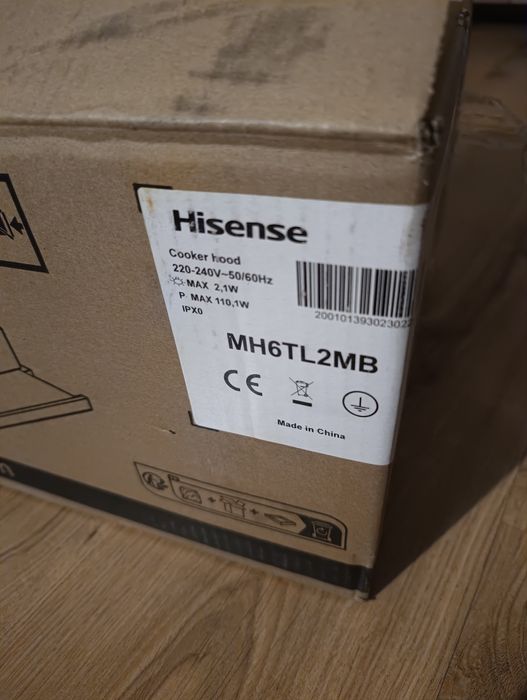 Hisense
Cooker hood
220-240V~50/60Hz
MAX 2,1W
P MAX 110,1W
IPX0
200101393023022
MH6TL2MB
CE
Made in China